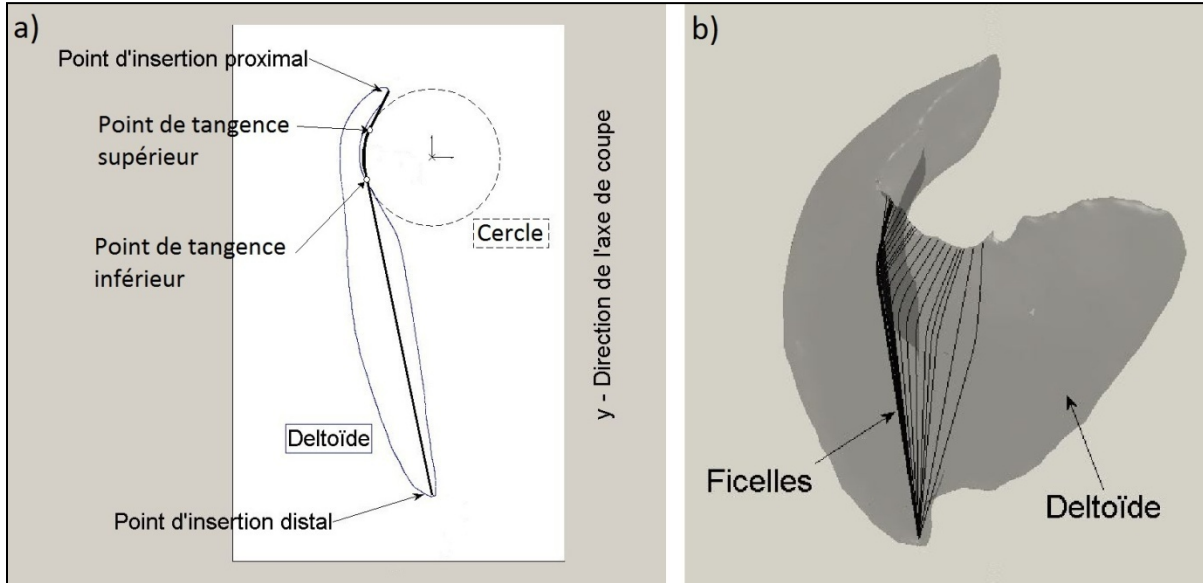 a)
Point d'insertion proximal
Point de tangence
supérieur
Cercle
Point de tangence
inférieur
Deltoïde
Point d'insertion distal
y - Direction de l'axe de coupe
b)
Ficelles
Deltoïde